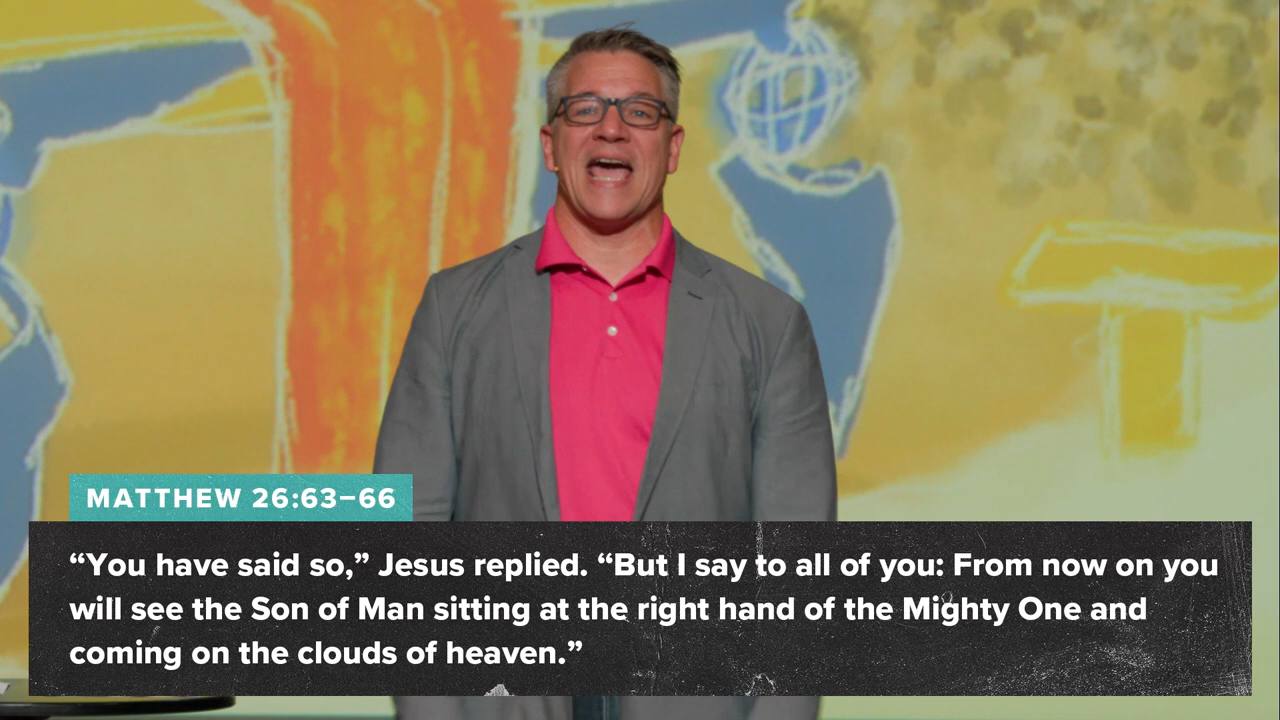 MATTHEW 26:63–66
“You have said so,” Jesus replied. “But I say to all of you: From now on you
will see the Son of Man sitting at the right hand of the Mighty One and
coming on the clouds of heaven.”